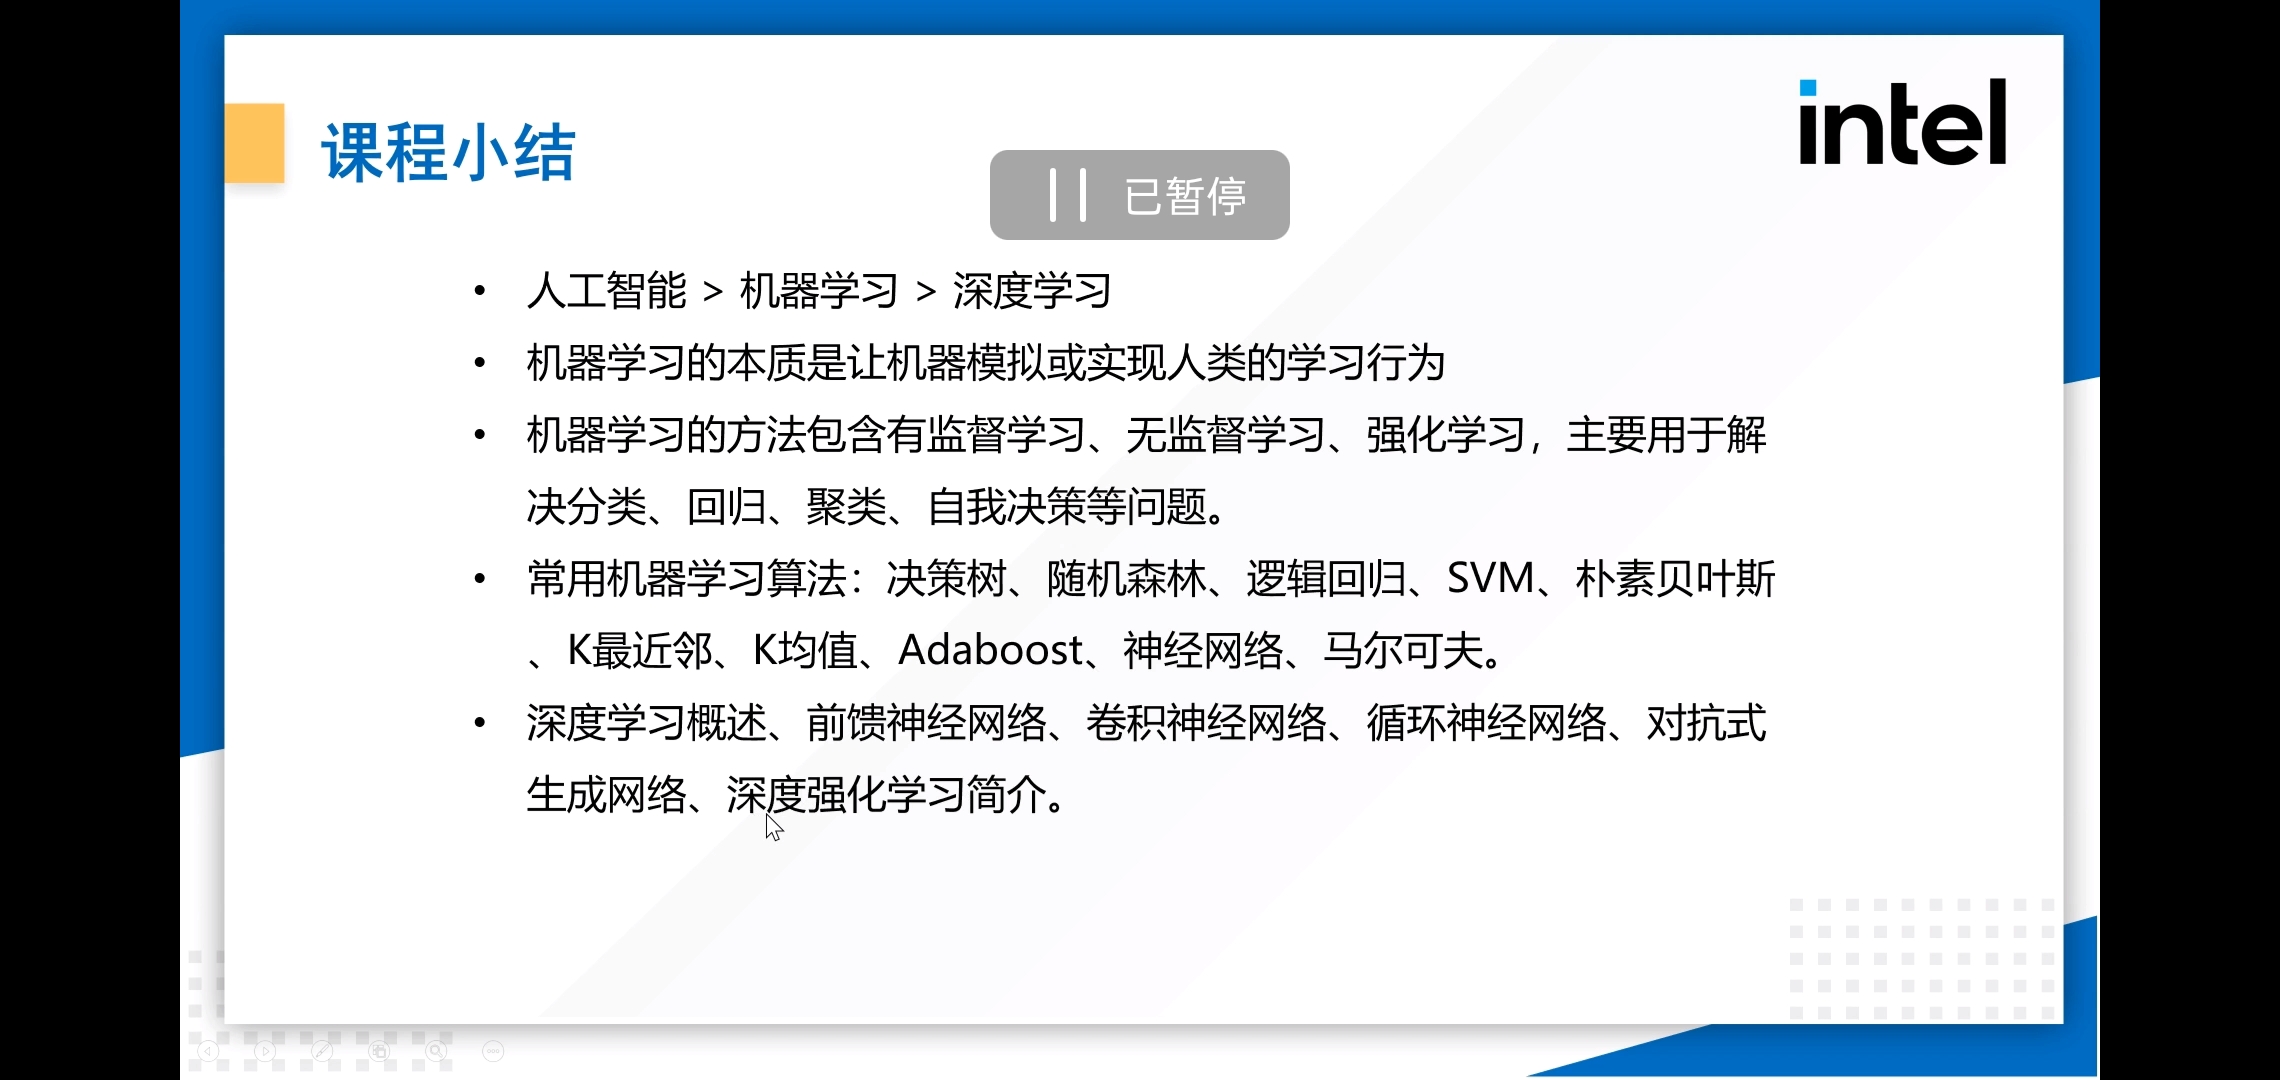 课程小结
intel
已暂停
• 人工智能 > 机器学习 > 深度学习
• 机器学习的本质是让机器模拟或实现人类的学习行为
• 机器学习的方法包含有监督学习、无监督学习、强化学习，主要用于解
决分类、回归、聚类、自我决策等问题。
• 常用机器学习算法：决策树、随机森林、逻辑回归、SVM、朴素贝叶斯
、K最近邻、K均值、Adaboost、神经网络、马尔可夫。
• 深度学习概述、前馈神经网络、卷积神经网络、循环神经网络、对抗式
生成网络、深度强化学习简介。